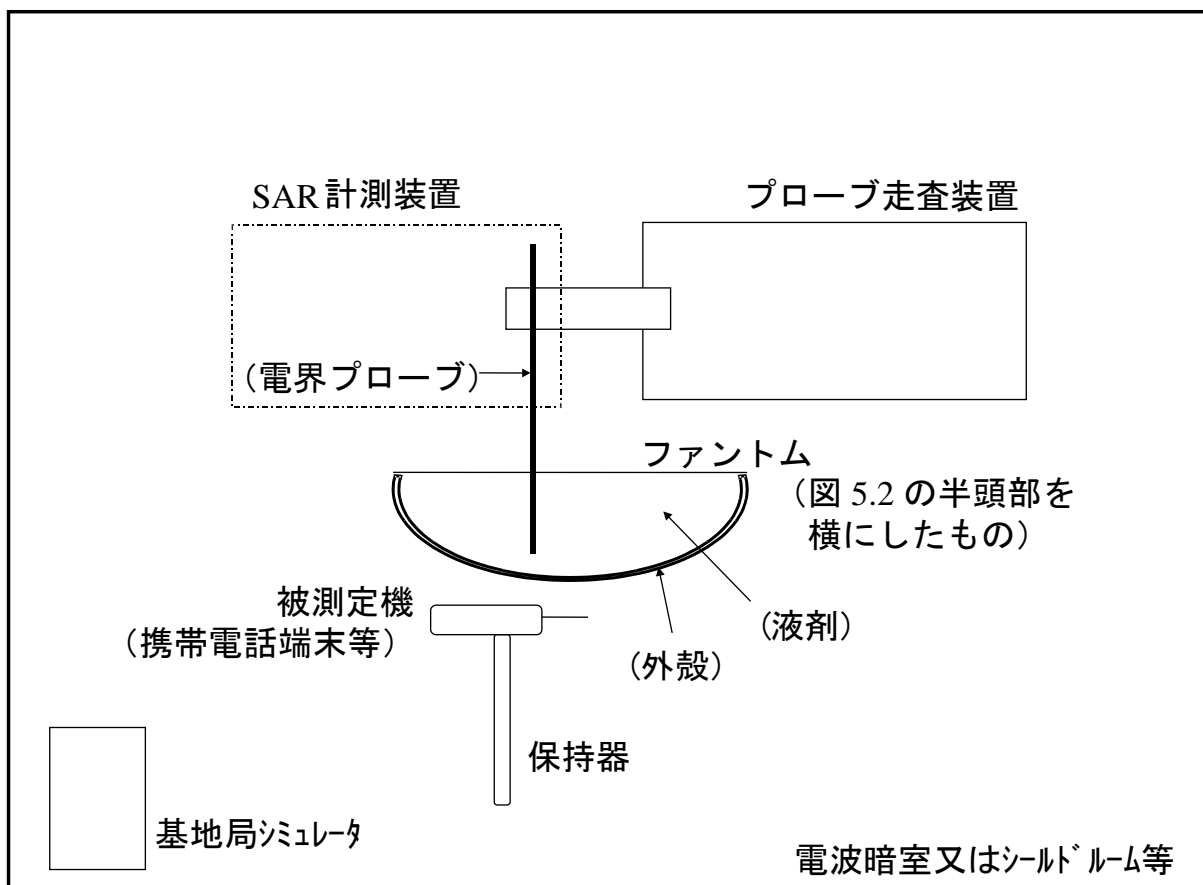 SAR計測装置
プローブ走査装置
(電界プローブ)
ファントム
(図 5.2 の半頭部を
横にしたもの)
被測定機
(携帯電話端末等)
(液剤)
(外殻)
保持器
基地局ｼﾐｭﾚｰﾀ
電波暗室又はｼｰﾙﾄﾞﾙｰﾑ等